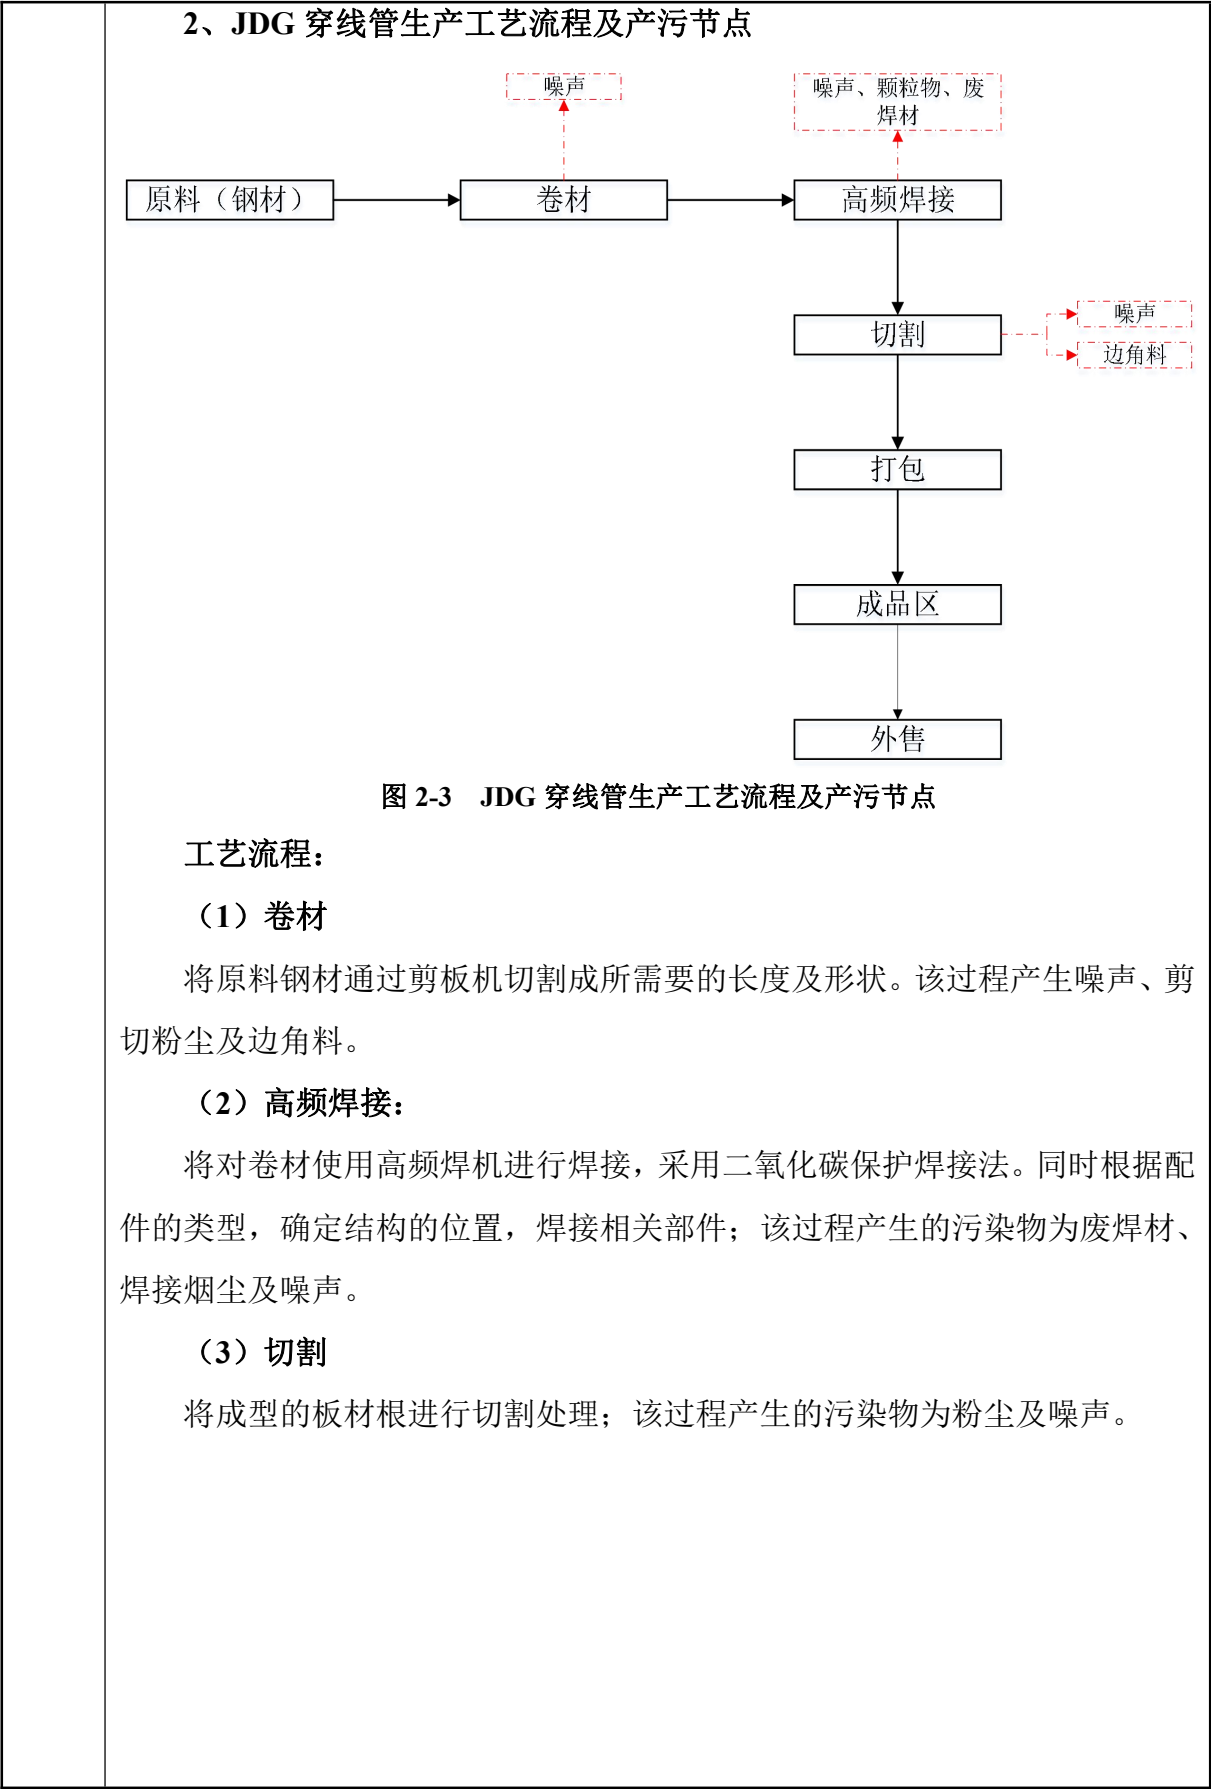 2、JDG 穿线管生产工艺流程及产污节点
噪声
噪声、颗粒物、废
焊材
原料（钢材）
卷材
高频焊接
切割
噪声
边角料
打包
成品区
外售
图 2-3 JDG 穿线管生产工艺流程及产污节点
工艺流程：
（1）卷材
将原料钢材通过剪板机切割成所需要的长度及形状。该过程产生噪声、剪
切粉尘及边角料。
（2）高频焊接：
将对卷材使用高频焊机进行焊接，采用二氧化碳保护焊接法。同时根据配
件的类型，确定结构的位置，焊接相关部件；该过程产生的污染物为废焊材、
焊接烟尘及噪声。
（3）切割
将成型的板材根进行切割处理；该过程产生的污染物为粉尘及噪声。